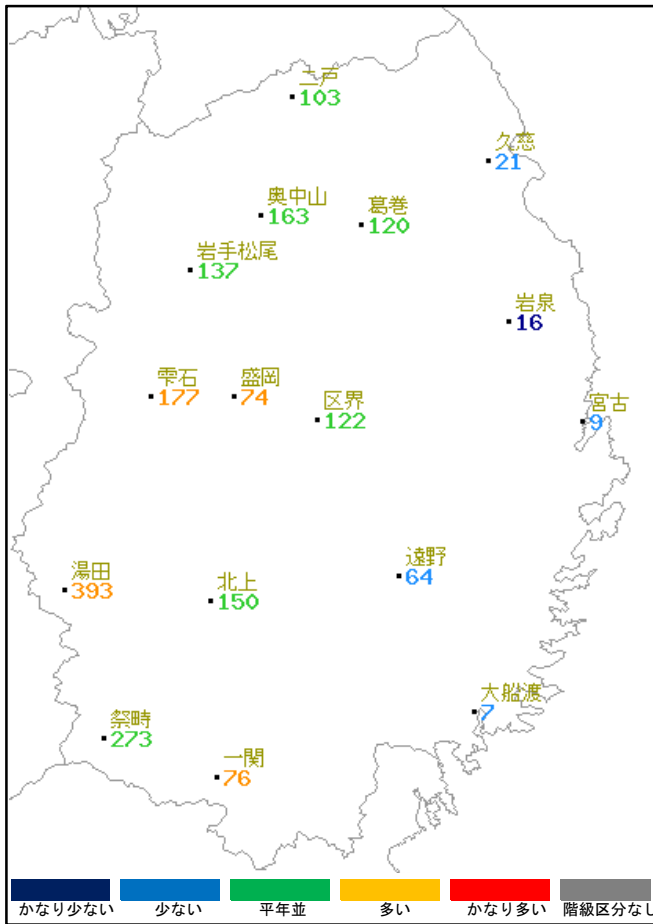 二戸
103
久慈
21
奥中山
163
葛巻
120
岩手松尾
137
岩泉
16
雫石
177
盛岡
74
区界
122
宮古
9
湯田
393
北上
150
遠野
64
大船渡
7
祭畤
273
一関
76
かなり少ない 少ない 平年並 多い かなり多い 階級区分なし